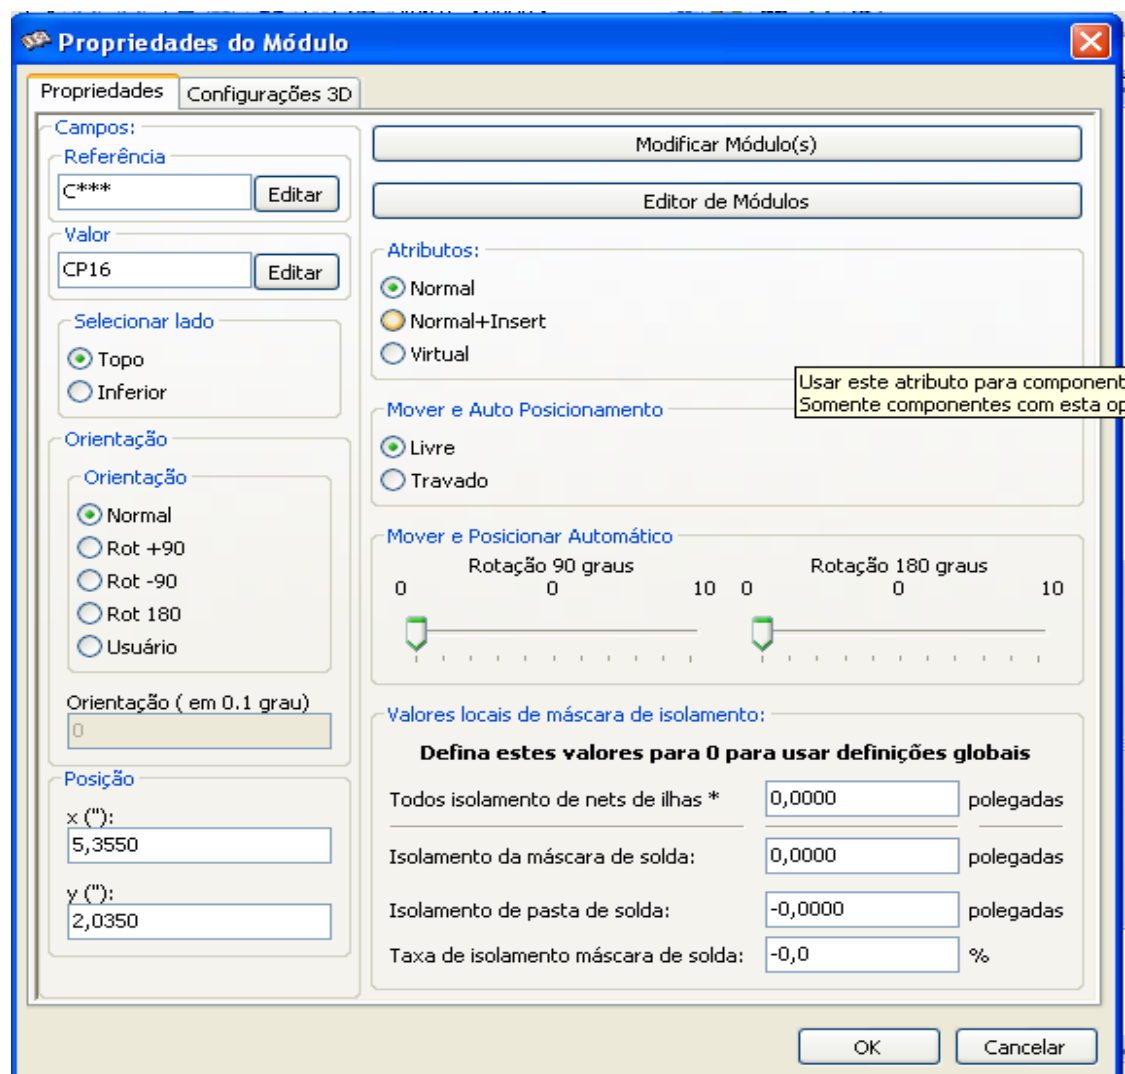 Propriedades do Módulo
Propriedades
Configurações 3D
Campos:
Referência
C***
Editar
Valor
CP16
Editar
Selecionar lado
Topo
Inferior
Orientação
Orientação
Normal
Rot +90
Rot -90
Rot 180
Usuário
Orientação ( em 0.1 grau)
0
Posição
x ("):
5,3550
y ("):
2,0350
Modificar Módulo(s)
Editor de Módulos
Atributos:
Normal
Normal+Insert
Virtual
Usar este atributo para component
Somente componentes com esta op
Mover e Auto Posicionamento
Livre
Travado
Mover e Posicionar Automático
Rotação 90 graus
0 0 10
Rotação 180 graus
0 0 10
Valores locais de máscara de isolamento:
Defina estes valores para 0 para usar definições globais
Todos isolamento de nets de ilhas * 0,0000 polegadas
Isolamento da máscara de solda: 0,0000 polegadas
Isolamento de pasta de solda: -0,0000 polegadas
Taxa de isolamento máscara de solda: -0,0 %
OK
Cancelar